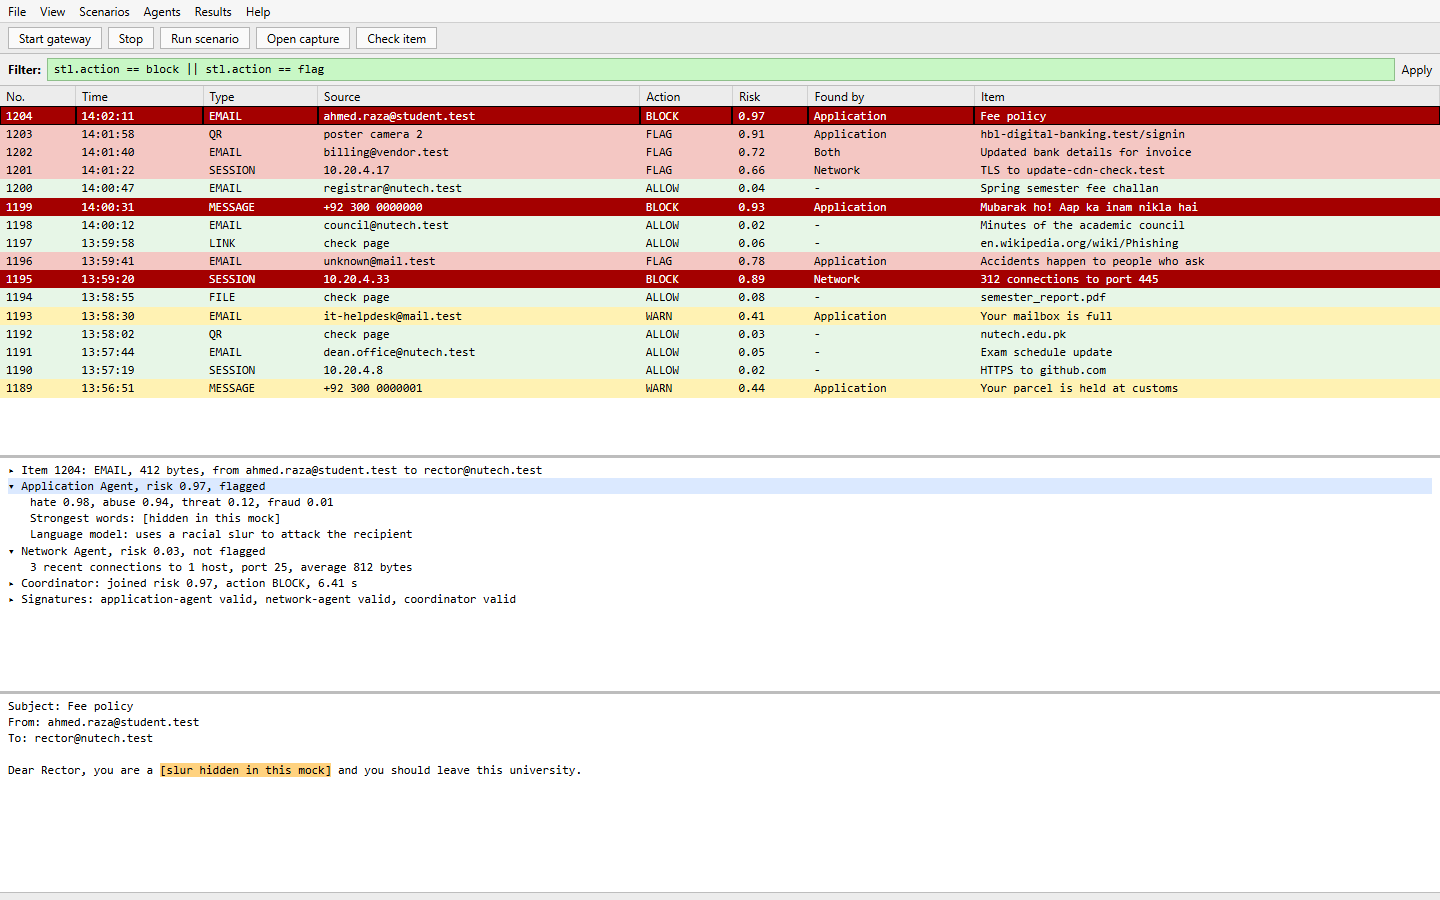 File View Scenarios Agents Results Help
Start gateway Stop Run scenario Open capture Check item
Filter: stl.action == block || stl.action == flag Apply
No. Time Type Source Action Risk Found by Item
1204 14:02:11 EMAIL ahmed.raza@student.test BLOCK 0.97 Application Fee policy
1203 14:01:58 QR poster camera 2 FLAG 0.91 Application hbl-digital-banking.test/signin
1202 14:01:40 EMAIL billing@vendor.test FLAG 0.72 Both Updated bank details for invoice
1201 14:01:22 SESSION 10.20.4.17 FLAG 0.66 Network TLS to update-cdn-check.test
1200 14:00:47 EMAIL registrar@nutech.test ALLOW 0.04 - Spring semester fee challan
1199 14:00:31 MESSAGE +92 300 0000000 BLOCK 0.93 Application Mubarak ho! Aap ka inam nikla hai
1198 14:00:12 EMAIL council@nutech.test ALLOW 0.02 - Minutes of the academic council
1197 13:59:58 LINK check page ALLOW 0.06 - en.wikipedia.org/wiki/Phishing
1196 13:59:41 EMAIL unknown@mail.test FLAG 0.78 Application Accidents happen to people who ask
1195 13:59:20 SESSION 10.20.4.33 BLOCK 0.89 Network 312 connections to port 445
1194 13:58:55 FILE check page ALLOW 0.08 - semester_report.pdf
1193 13:58:30 EMAIL it-helpdesk@mail.test WARN 0.41 Application Your mailbox is full
1192 13:58:02 QR check page ALLOW 0.03 - nutech.edu.pk
1191 13:57:44 EMAIL dean.office@nutech.test ALLOW 0.05 - Exam schedule update
1190 13:57:19 SESSION 10.20.4.8 ALLOW 0.02 - HTTPS to github.com
1189 13:56:51 MESSAGE +92 300 0000001 WARN 0.44 Application Your parcel is held at customs
▸ Item 1204: EMAIL, 412 bytes, from ahmed.raza@student.test to rector@nutech.test
▾ Application Agent, risk 0.97, flagged
hate 0.98, abuse 0.94, threat 0.12, fraud 0.01
Strongest words: [hidden in this mock]
Language model: uses a racial slur to attack the recipient
▾ Network Agent, risk 0.03, not flagged
3 recent connections to 1 host, port 25, average 812 bytes
▸ Coordinator: joined risk 0.97, action BLOCK, 6.41 s
▸ Signatures: application-agent valid, network-agent valid, coordinator valid
Subject: Fee policy
From: ahmed.raza@student.test
To: rector@nutech.test
Dear Rector, you are a [slur hidden in this mock] and you should leave this university.